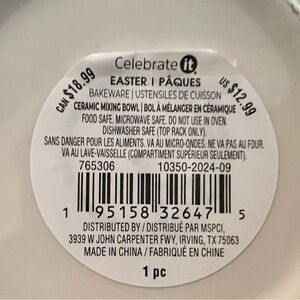 Celebrate it.
EASTER | PÂQUES
BAKEWARE | USTENSILES DE CUISSON
CERAMIC MIXING BOWL | BOL À MÉLANGER EN CÉRAMIQUE
CAN $18.99
US $12.99
FOOD SAFE. MICROWAVE SAFE. DO NOT USE IN OVEN.
DISHWASHER SAFE (TOP RACK ONLY).
SANS DANGER POUR LES ALIMENTS. VA AU MICRO-ONDES. NE VA PAS AU FOUR.
VA AU LAVE-VAISSELLE (COMPARTIMENT SUPÉRIEUR SEULEMENT).
765306 10350-2024-09
1 95158 32647 5
DISTRIBUTED BY / DISTRIBUÉ PAR MSPCI,
3939 W JOHN CARPENTER FWY, IRVING, TX 75063
MADE IN CHINA / FABRIQUÉ EN CHINE
1 pc